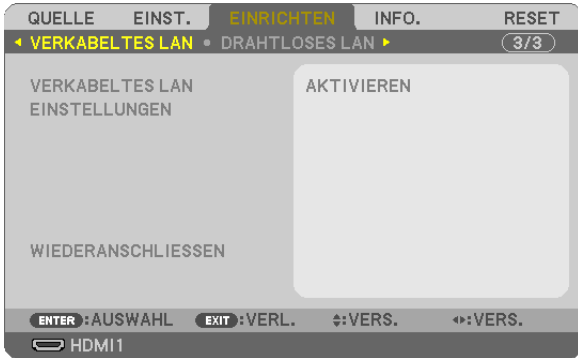 QUELLE EINST. EINRICHTEN INFO. RESET
VERKABELTES LAN • DRAHTLOSES LAN 3/3
VERKABELTES LAN AKTIVIEREN
EINSTELLUNGEN
WIEDERANSCHLIESSEN
ENTER :AUSWAHL EXIT :VERL. :VERS. :VERS.
HDMI1